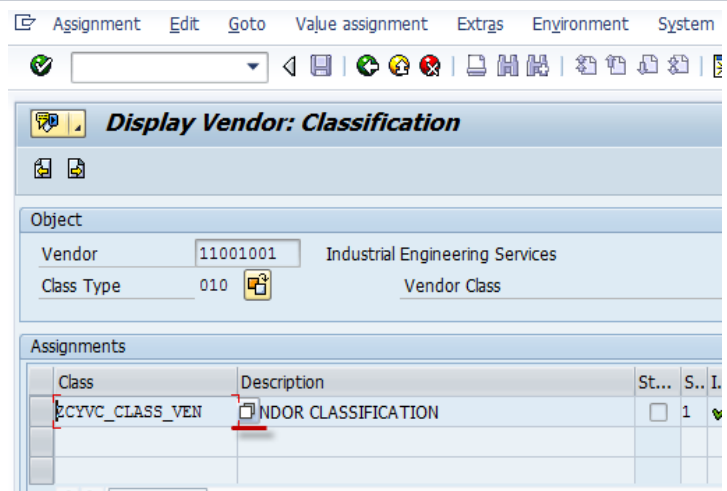 Assignment Edit Goto Value assignment Extras Environment System
Display Vendor: Classification
Object
Vendor 11001001 Industrial Engineering Services
Class Type 010 Vendor Class
Assignments
Class Description St... S.. I.
ZCYVC_CLASS_VEN NDOR CLASSIFICATION 1